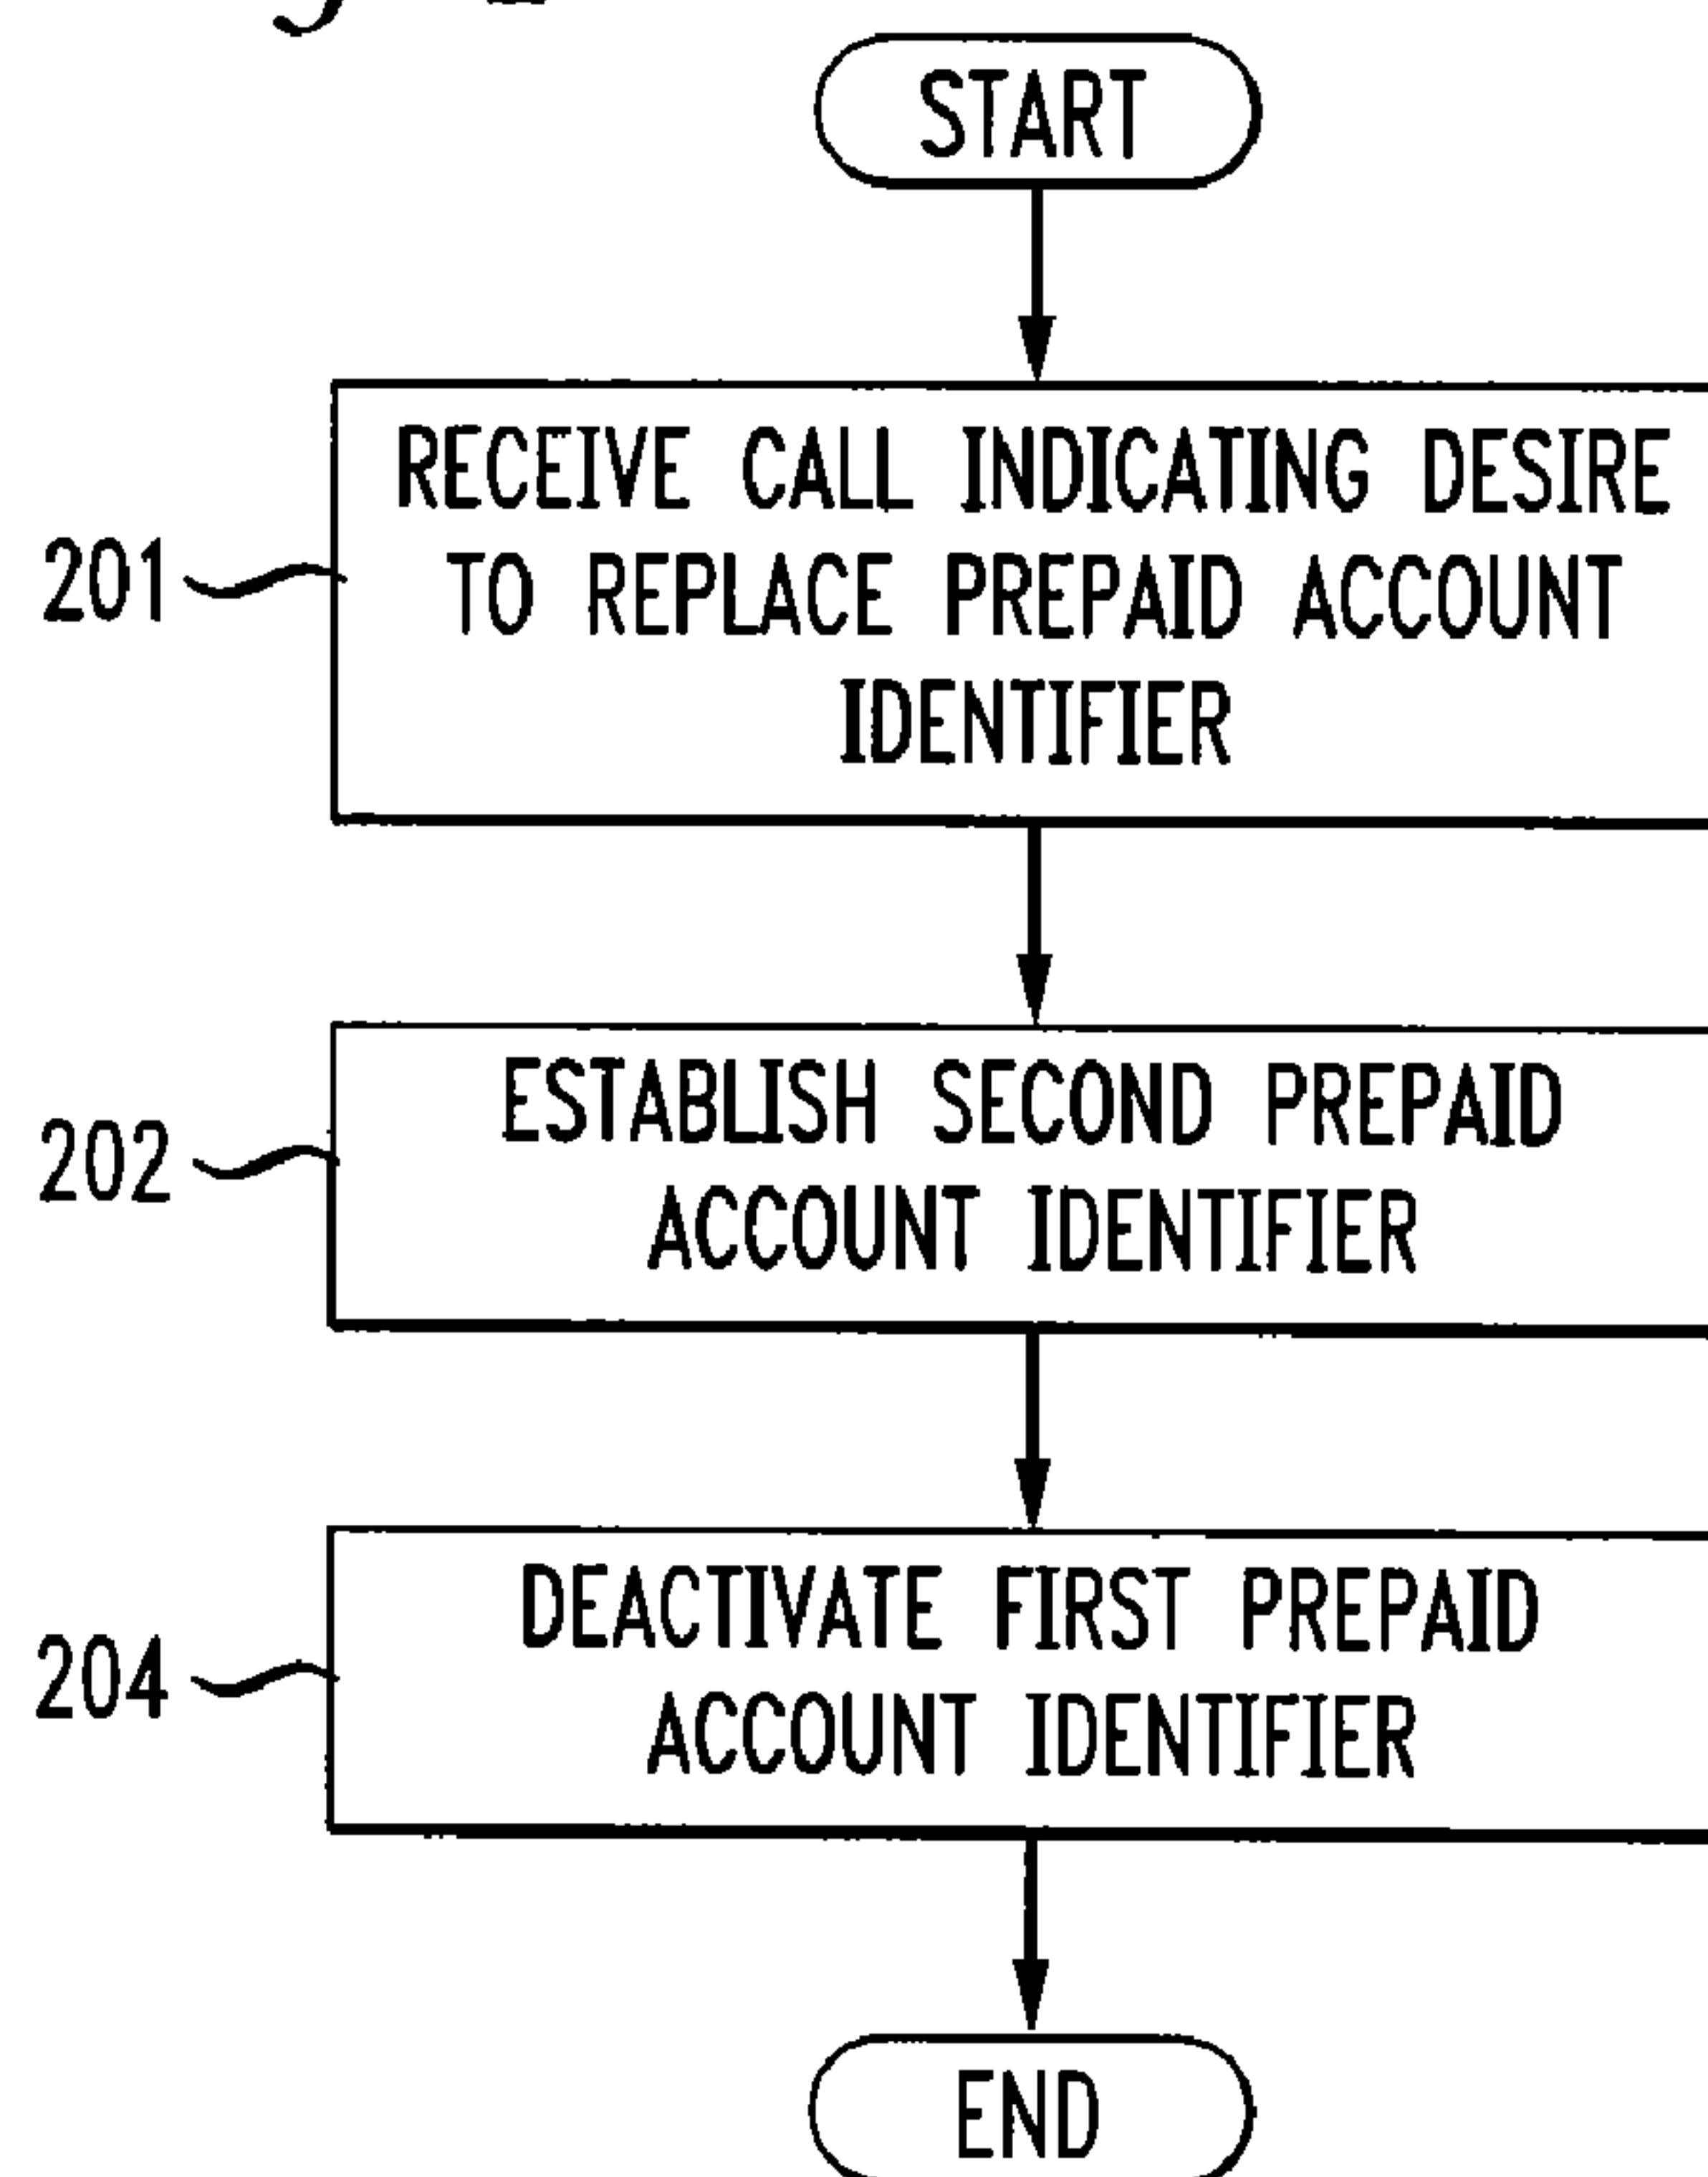 START
RECEIVE CALL INDICATING DESIRE
TO REPLACE PREPAID ACCOUNT
IDENTIFIER
201
ESTABLISH SECOND PREPAID
ACCOUNT IDENTIFIER
202
DEACTIVATE FIRST PREPAID
ACCOUNT IDENTIFIER
204
END